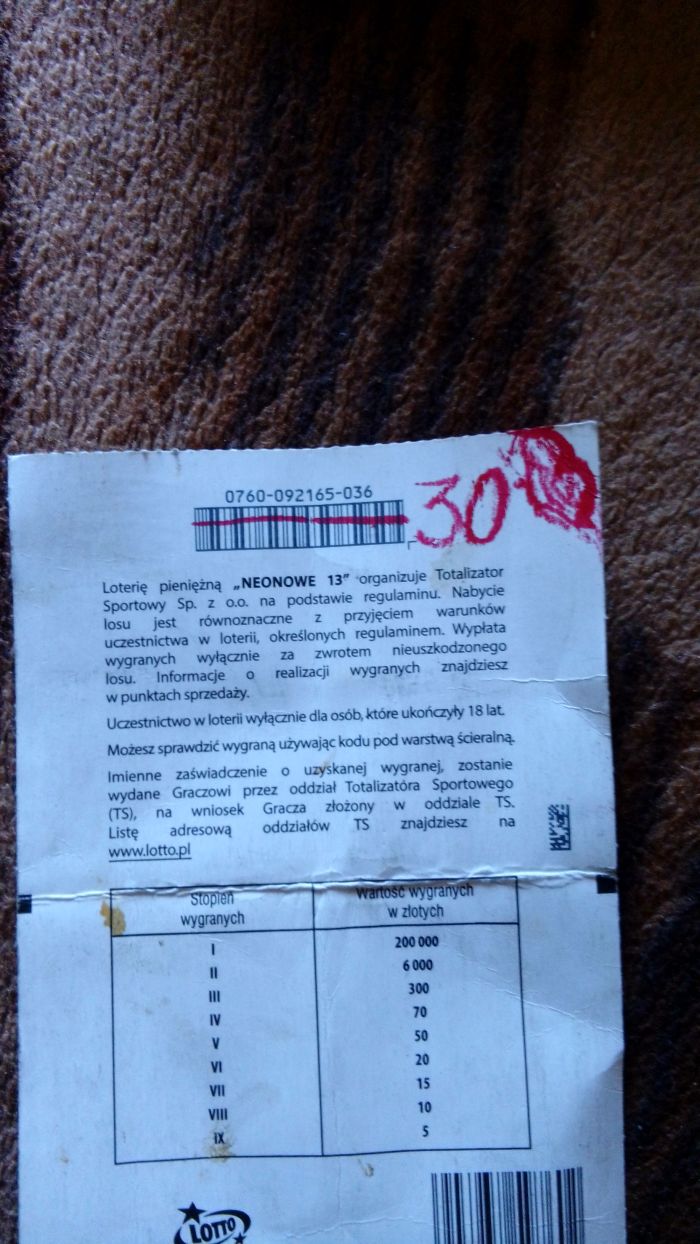 0760-092165-036
30
Loterię pieniężną „NEONOWE 13” organizuje Totalizator
Sportowy Sp. z o.o. na podstawie regulaminu. Nabycie
losu jest równoznaczne z przyjęciem warunków
uczestnictwa w loterii, określonych regulaminem. Wypłata
wygranych wyłącznie za zwrotem nieuszkodzonego
losu. Informacje o realizacji wygranych znajdziesz
w punktach sprzedaży.
Uczestnictwo w loterii wyłącznie dla osób, które ukończyły 18 lat.
Możesz sprawdzić wygraną używając kodu pod warstwą ścieralną.
Imienne zaświadczenie o uzyskanej wygranej, zostanie
wydane Graczowi przez oddział Totalizatora Sportowego
(TS), na wniosek Gracza złożony w oddziale TS.
Listę adresową oddziałów TS znajdziesz na
www.lotto.pl
Stopień wygranych Wartość wygranych w złotych
I 200 000
II 6 000
III 300
IV 70
V 50
VI 20
VII 15
VIII 10
IX 5
LOTTO